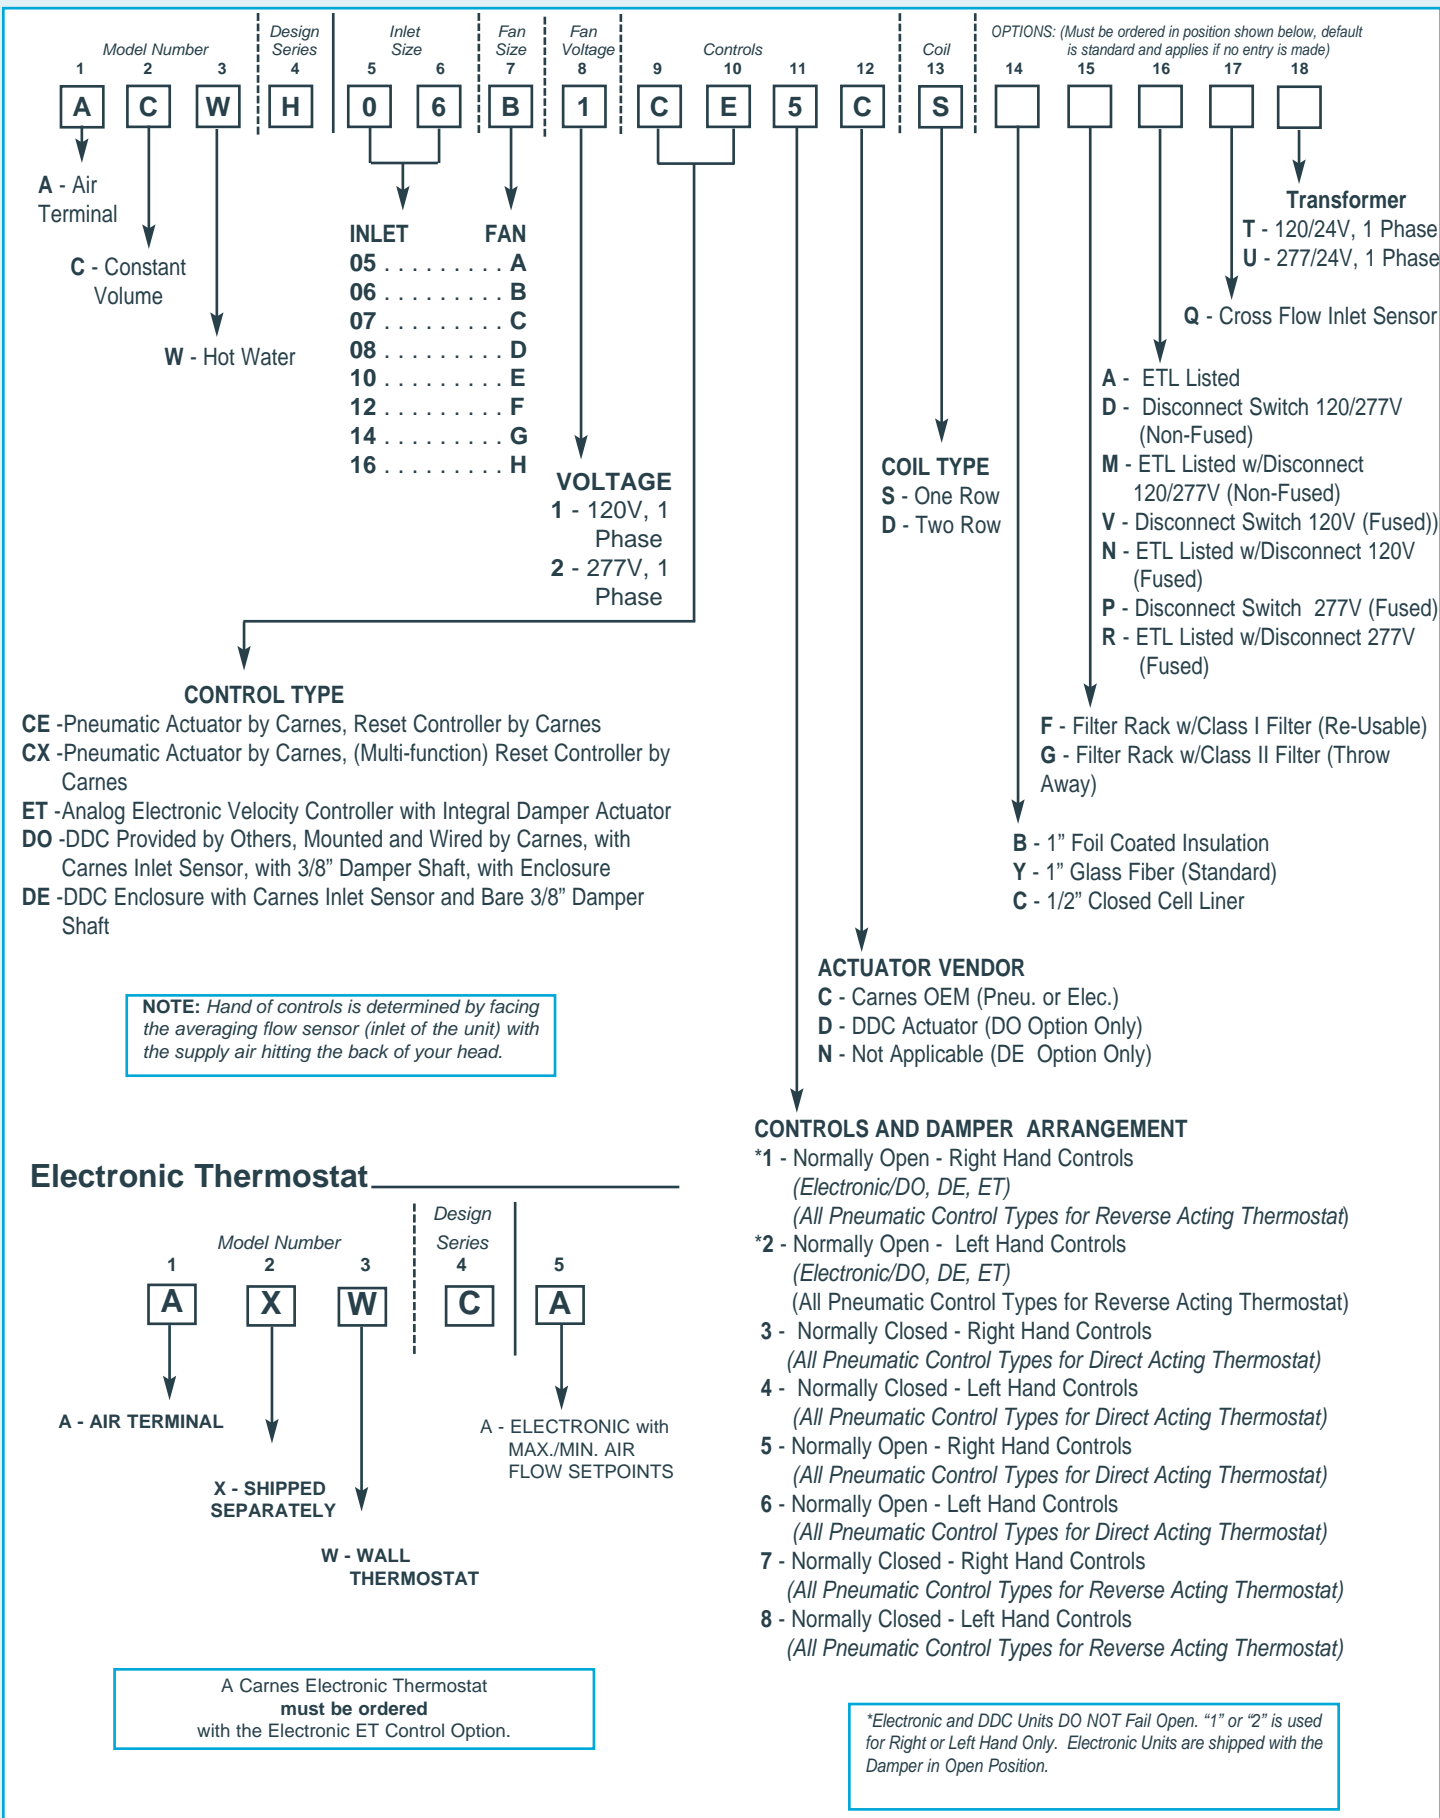 Model Number
Design
Series
Inlet
Size
Fan
Size
Fan
Voltage
Controls
Coil
OPTIONS: (Must be ordered in position shown below, default
is standard and applies if no entry is made)
1 2 3 4 5 6 7 8 9 10 11 12 13 14 15 16 17 18
A C W H 0 6 B 1 C E 5 C S
A - Air
Terminal
C - Constant
Volume
W - Hot Water
INLET FAN
05 . . . . . . . . . A
06 . . . . . . . . . B
07 . . . . . . . . . C
08 . . . . . . . . . D
10 . . . . . . . . . E
12 . . . . . . . . . F
14 . . . . . . . . . G
16 . . . . . . . . . H
VOLTAGE
1 - 120V, 1
Phase
2 - 277V, 1
Phase
COIL TYPE
S - One Row
D - Two Row
Transformer
T - 120/24V, 1 Phase
U - 277/24V, 1 Phase
Q - Cross Flow Inlet Sensor
A - ETL Listed
D - Disconnect Switch 120/277V
(Non-Fused)
M - ETL Listed w/Disconnect
120/277V (Non-Fused)
V - Disconnect Switch 120V (Fused))
N - ETL Listed w/Disconnect 120V
(Fused)
P - Disconnect Switch 277V (Fused)
R - ETL Listed w/Disconnect 277V
(Fused)
F - Filter Rack w/Class I Filter (Re-Usable)
G - Filter Rack w/Class II Filter (Throw
Away)
B - 1” Foil Coated Insulation
Y - 1” Glass Fiber (Standard)
C - 1/2” Closed Cell Liner
CONTROL TYPE
CE -Pneumatic Actuator by Carnes, Reset Controller by Carnes
CX -Pneumatic Actuator by Carnes, (Multi-function) Reset Controller by
Carnes
ET -Analog Electronic Velocity Controller with Integral Damper Actuator
DO -DDC Provided by Others, Mounted and Wired by Carnes, with
Carnes Inlet Sensor, with 3/8” Damper Shaft, with Enclosure
DE -DDC Enclosure with Carnes Inlet Sensor and Bare 3/8” Damper
Shaft
NOTE: Hand of controls is determined by facing
the averaging flow sensor (inlet of the unit) with
the supply air hitting the back of your head.
ACTUATOR VENDOR
C - Carnes OEM (Pneu. or Elec.)
D - DDC Actuator (DO Option Only)
N - Not Applicable (DE Option Only)
CONTROLS AND DAMPER ARRANGEMENT
*1 - Normally Open - Right Hand Controls
(Electronic/DO, DE, ET)
(All Pneumatic Control Types for Reverse Acting Thermostat)
*2 - Normally Open - Left Hand Controls
(Electronic/DO, DE, ET)
(All Pneumatic Control Types for Reverse Acting Thermostat)
3 - Normally Closed - Right Hand Controls
(All Pneumatic Control Types for Direct Acting Thermostat)
4 - Normally Closed - Left Hand Controls
(All Pneumatic Control Types for Direct Acting Thermostat)
5 - Normally Open - Right Hand Controls
(All Pneumatic Control Types for Direct Acting Thermostat)
6 - Normally Open - Left Hand Controls
(All Pneumatic Control Types for Direct Acting Thermostat)
7 - Normally Closed - Right Hand Controls
(All Pneumatic Control Types for Reverse Acting Thermostat)
8 - Normally Closed - Left Hand Controls
(All Pneumatic Control Types for Reverse Acting Thermostat)
*Electronic and DDC Units DO NOT Fail Open. “1” or “2” is used
for Right or Left Hand Only. Electronic Units are shipped with the
Damper in Open Position.
Electronic Thermostat
Model Number
Design
Series
1 2 3 4 5
A X W C A
A - AIR TERMINAL
X - SHIPPED
SEPARATELY
W - WALL
THERMOSTAT
A - ELECTRONIC with
MAX./MIN. AIR
FLOW SETPOINTS
A Carnes Electronic Thermostat
must be ordered
with the Electronic ET Control Option.